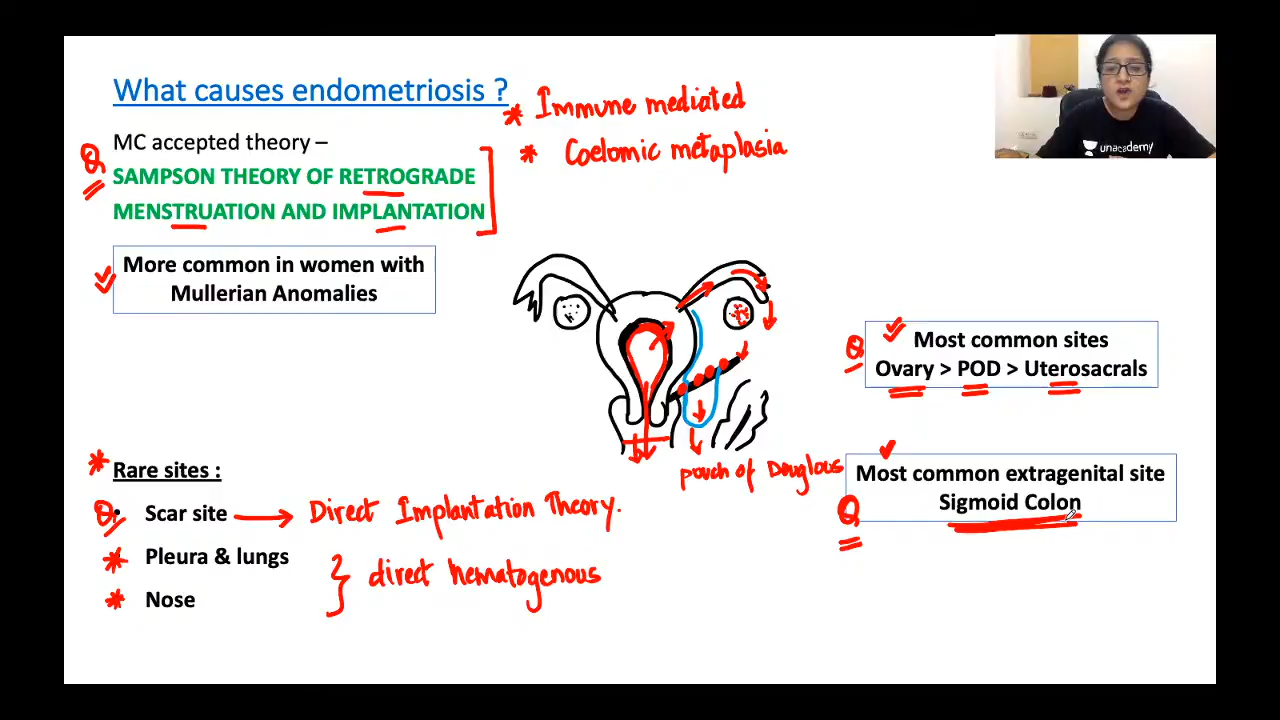 What causes endometriosis ?
* Immune mediated
MC accepted theory –
* Coelomic metaplasia
Q SAMPSON THEORY OF RETROGRADE
MENSTRUATION AND IMPLANTATION
unacademy
More common in women with
Mullerian Anomalies
Q Most common sites
Ovary > POD > Uterosacrals
pouch of Douglous
* Rare sites :
Q • Scar site → Direct Implantation Theory.
* Pleura & lungs
direct hematogenous
* Nose
Most common extragenital site
Q Sigmoid Colon